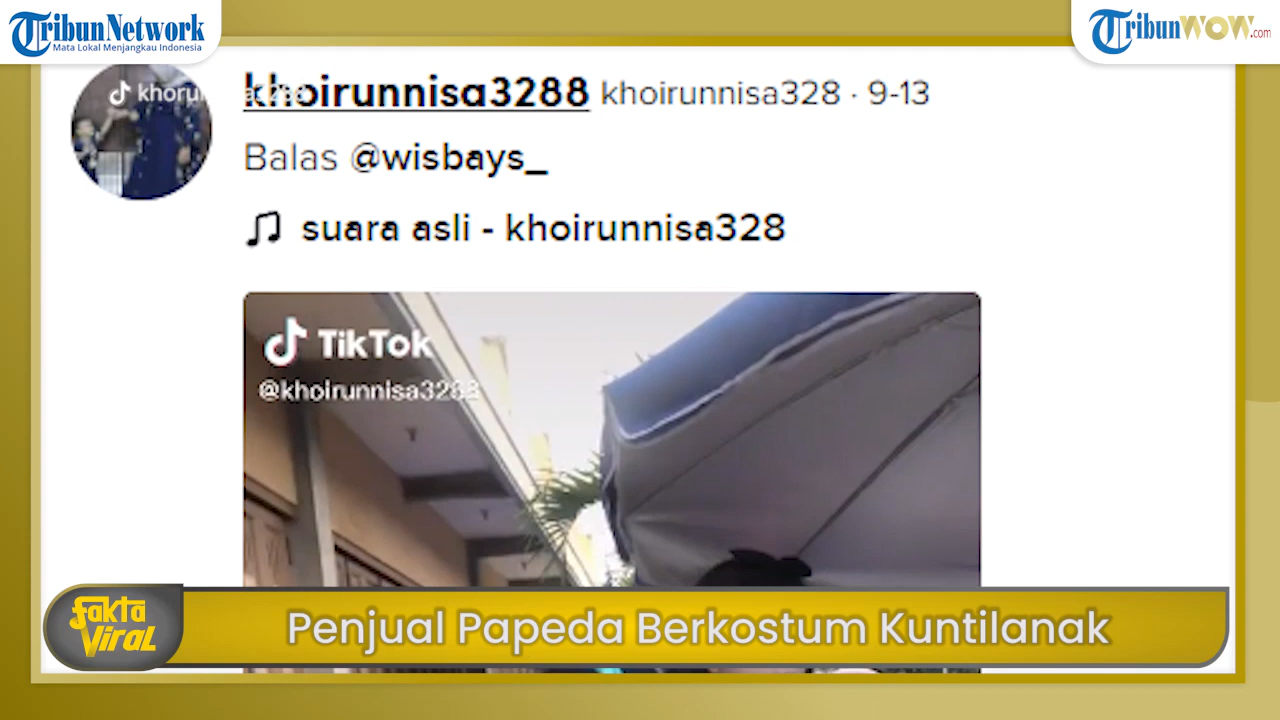 TribunNetwork
Mata Lokal Menjangkau Indonesia
TribunWOW.com
khoirunnisa3288 khoirunnisa328 · 9-13
Balas @wisbays_
suara asli - khoirunnisa328
TikTok
@khoirunnisa3288
Fakta
Viral
Penjual Papeda Berkostum Kuntilanak